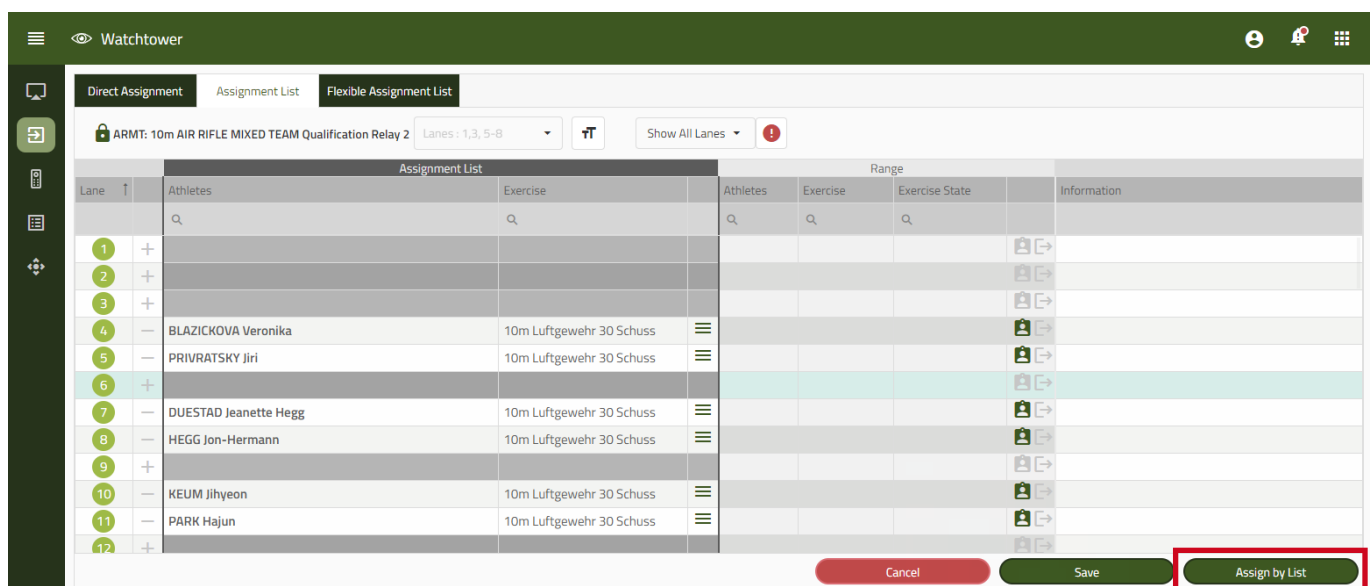 Watchtower
Direct Assignment Assignment List Flexible Assignment List
ARMT: 10m AIR RIFLE MIXED TEAM Qualification Relay 2 Lanes : 1,3, 5-8 TT Show All Lanes !
Assignment List Range
Lane ↑ Athletes Exercise Athletes Exercise Exercise State Information
1 +
2 +
3 +
4 — BLAZICKOVA Veronika 10m Luftgewehr 30 Schuss
5 — PRIVRATSKY Jiri 10m Luftgewehr 30 Schuss
6 +
7 — DUESTAD Jeanette Hegg 10m Luftgewehr 30 Schuss
8 — HEGG Jon-Hermann 10m Luftgewehr 30 Schuss
9 +
10 — KEUM Jihyeon 10m Luftgewehr 30 Schuss
11 — PARK Hajun 10m Luftgewehr 30 Schuss
12 +
Cancel Save Assign by List